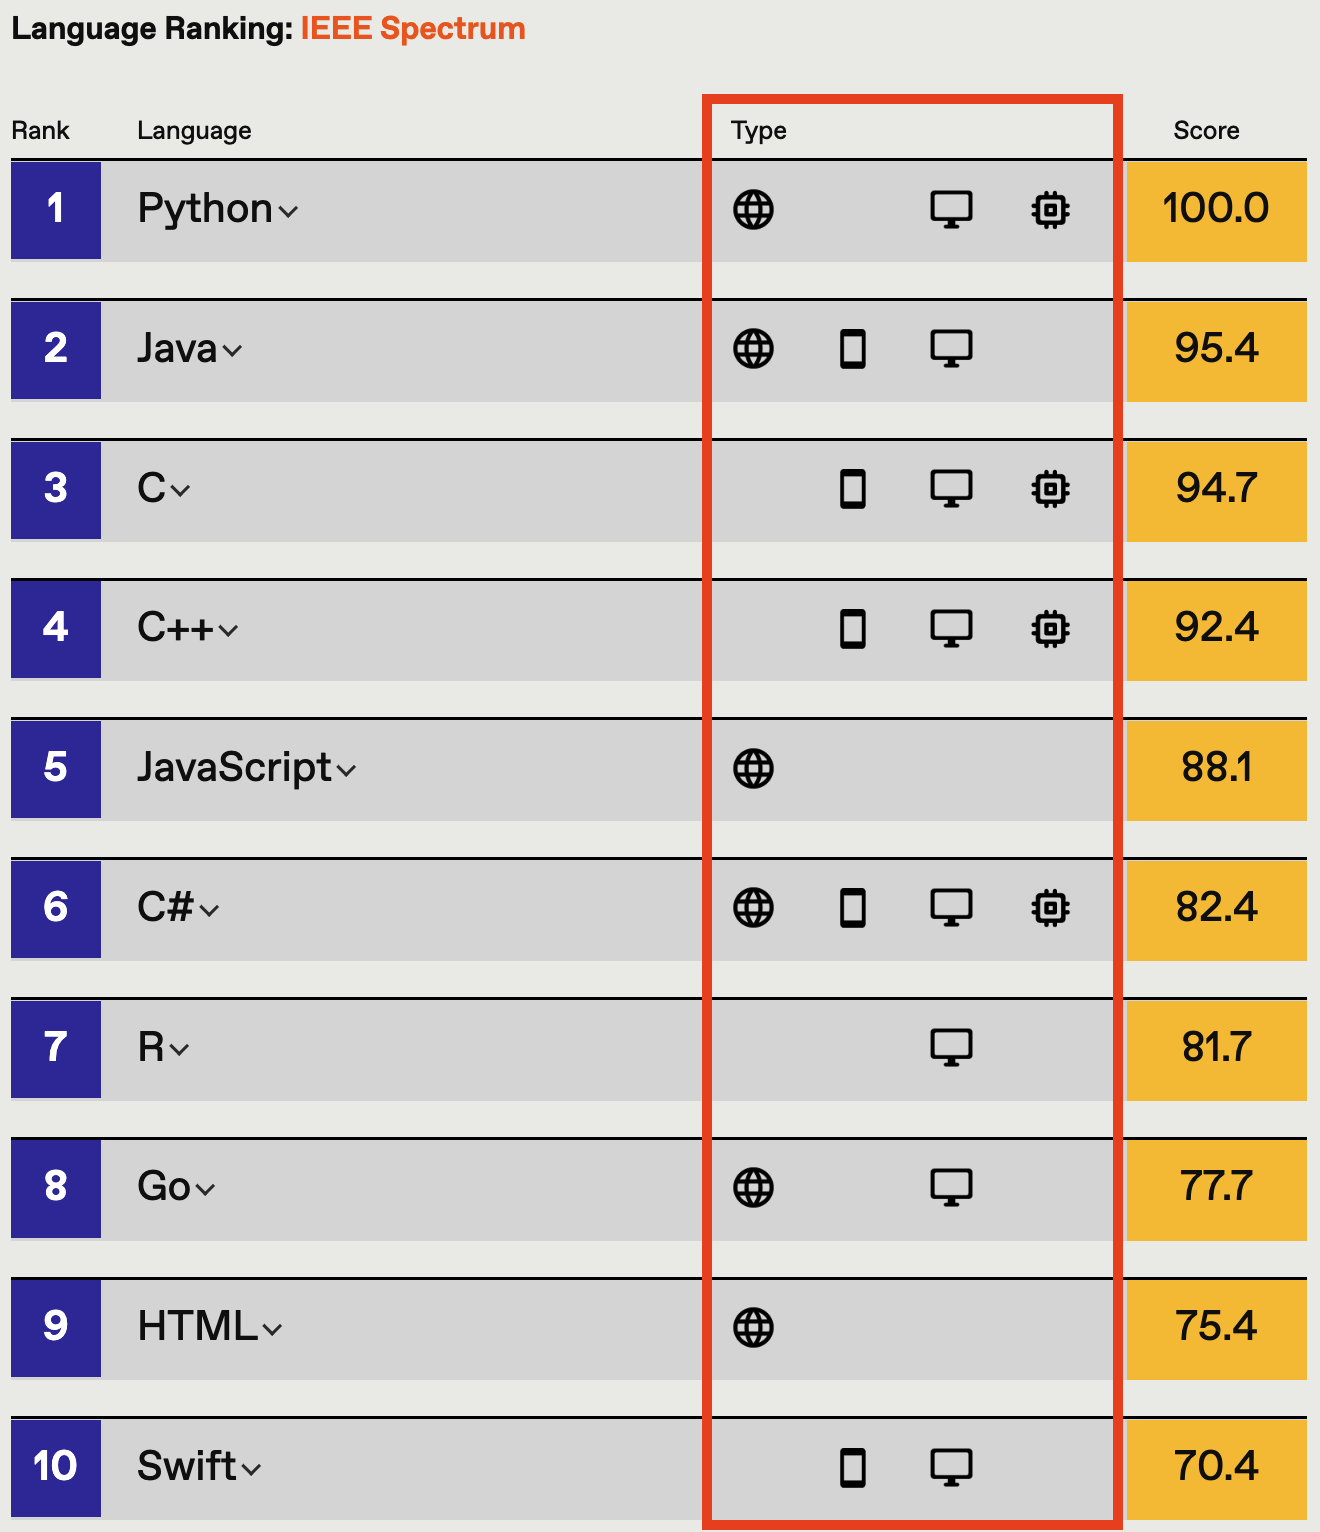 Language Ranking: IEEE Spectrum
Rank Language Type Score
1 Python 100.0
2 Java 95.4
3 C 94.7
4 C++ 92.4
5 JavaScript 88.1
6 C# 82.4
7 R 81.7
8 Go 77.7
9 HTML 75.4
10 Swift 70.4